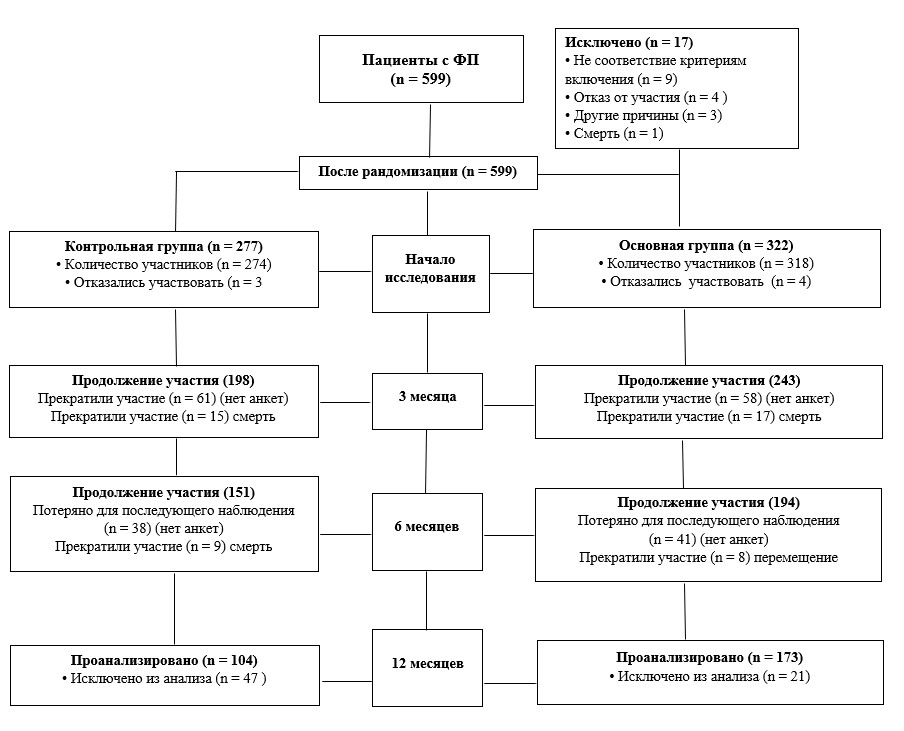 Пациенты с ФП
(n = 599)
Исключено (n = 17)
• Не соответствие критериям
включения (n = 9)
• Отказ от участия (n = 4 )
• Другие причины (n = 3)
• Смерть (n = 1)
После рандомизации (n = 599)
Контрольная группа (n = 277)
• Количество участников (n = 274)
• Отказались участвовать (n = 3
Начало
исследования
Основная группа (n = 322)
• Количество участников (n = 318)
• Отказались участвовать (n = 4)
Продолжение участия (198)
Прекратили участие (n = 61) (нет анкет)
Прекратили участие (n = 15) смерть
3 месяца
Продолжение участия (243)
Прекратили участие (n = 58) (нет анкет)
Прекратили участие (n = 17) смерть
Продолжение участия (151)
Потеряно для последующего наблюдения
(n = 38) (нет анкет)
Прекратили участие (n = 9) смерть
6 месяцев
Продолжение участия (194)
Потеряно для последующего наблюдения
(n = 41) (нет анкет)
Прекратили участие (n = 8) перемещение
Проанализировано (n = 104)
• Исключено из анализа (n = 47 )
12 месяцев
Проанализировано (n = 173)
• Исключено из анализа (n = 21)